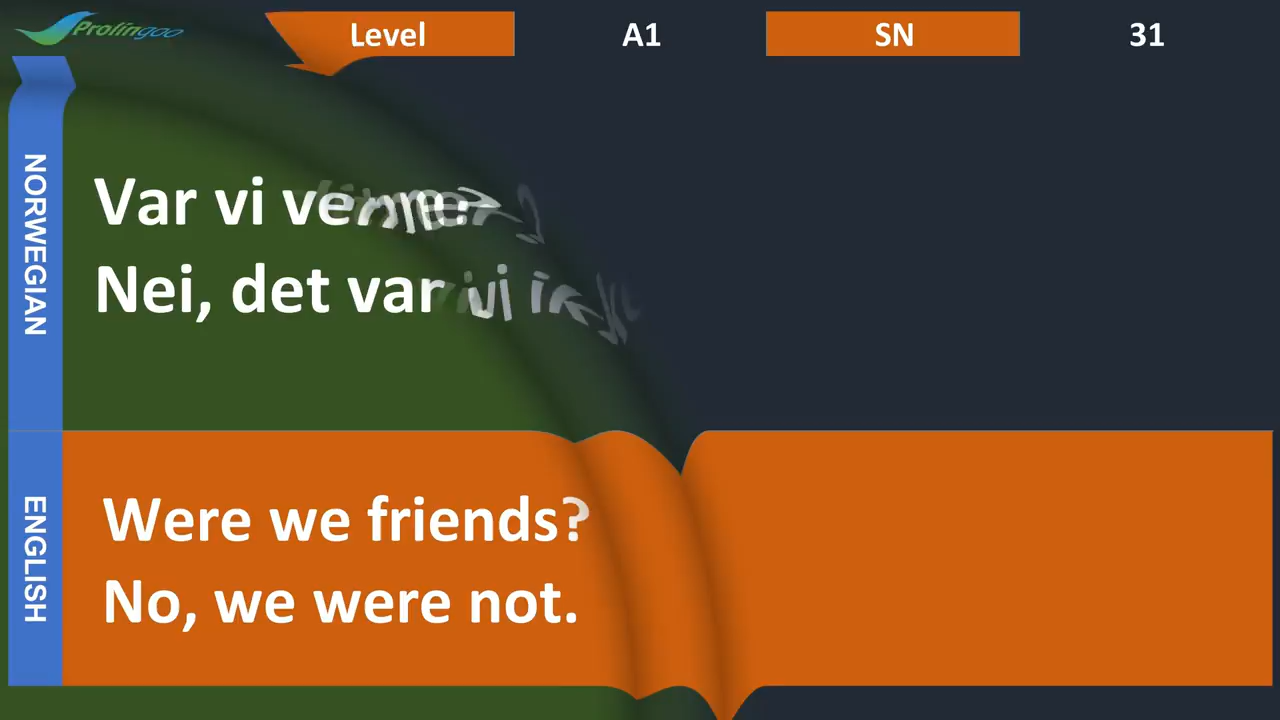 Prolingoo
Level
A1
SN
31
NORWEGIAN
Var vi
Nei, det var vi
ENGLISH
Were we friends?
No, we were not.